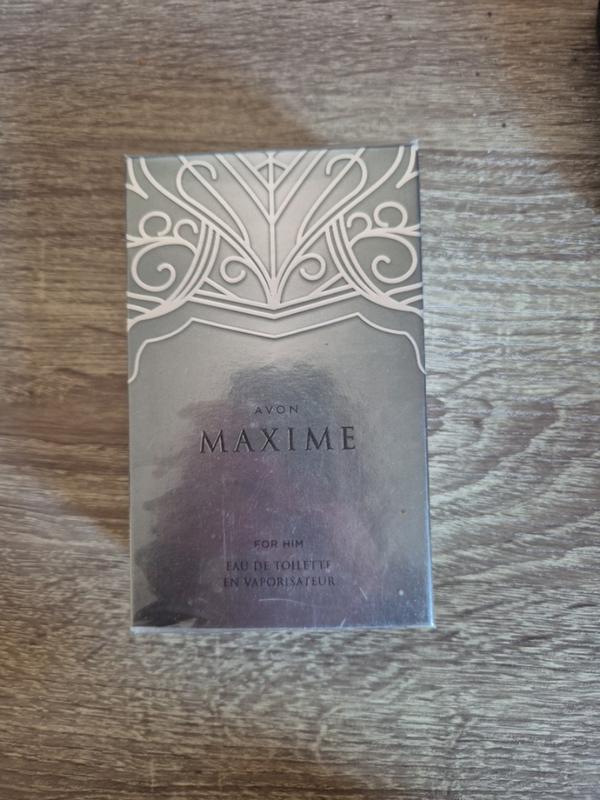 AVON
MAXIME
FOR HIM
EAU DE TOILETTE
EN VAPORISATEUR